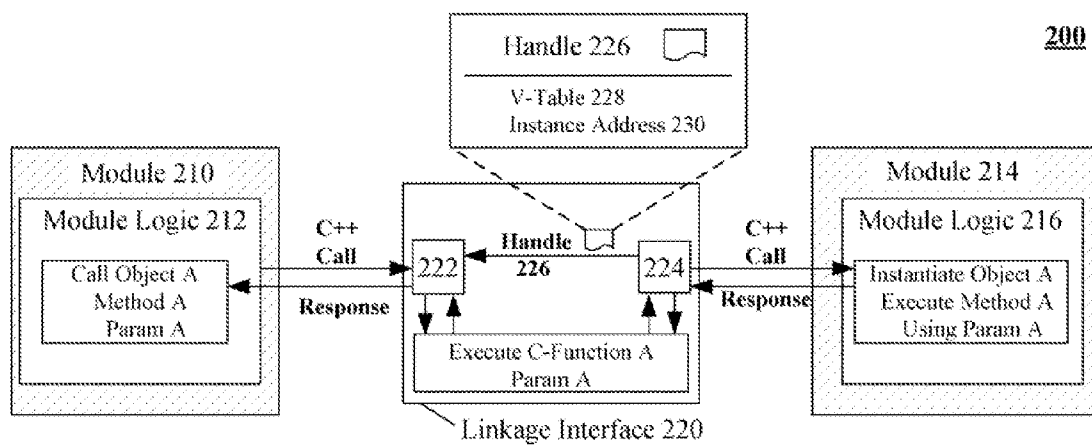 200
Handle 226
V-Table 228
Instance Address 230
Module 210
Module Logic 212
Call Object A
Method A
Param A
C++
Call
Response
222
Handle
226
224
Execute C-Function A
Param A
Linkage Interface 220
C++
Call
Response
Module 214
Module Logic 216
Instantiate Object A
Execute Method A
Using Param A